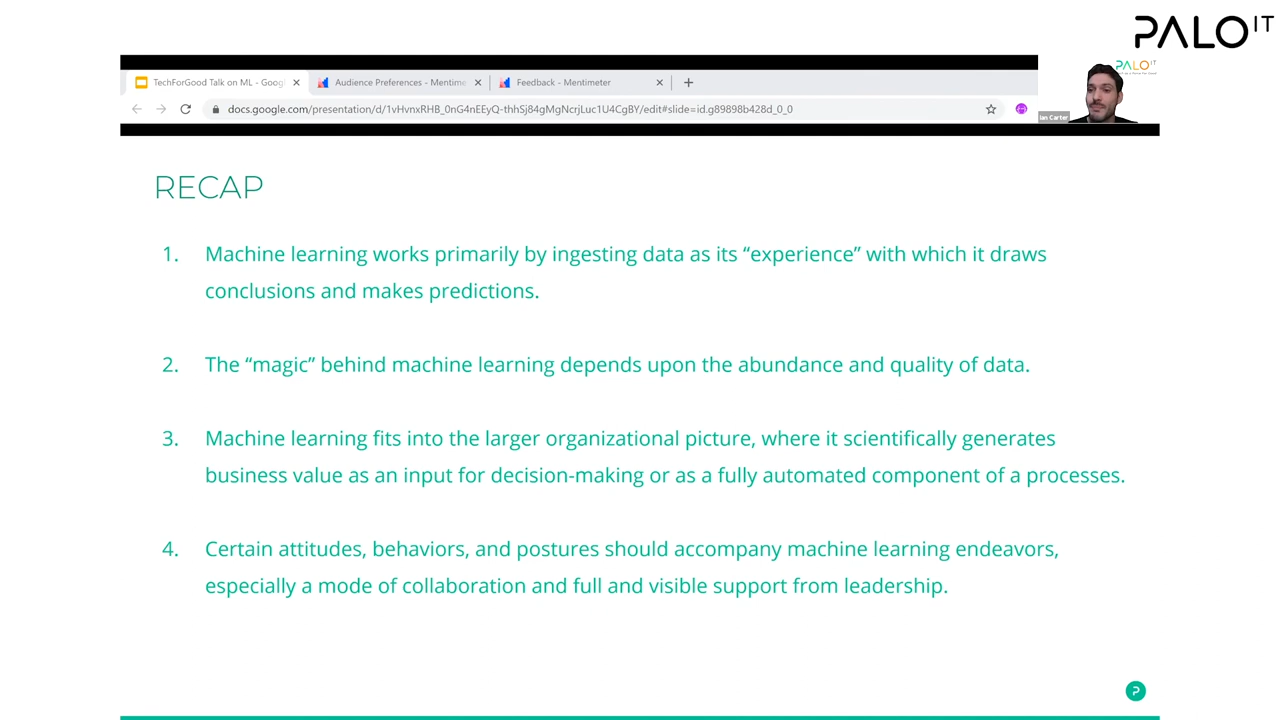 PALO IT
TechForGood Talk on ML - Goog
Audience Preferences - Mentime
Feedback - Mentimeter
docs.google.com/presentation/d/1vHvnxRHB_0nG4nEEyQ-thhSj84gMgNcrjLuc1U4CgBY/edit#slide=id.g89898b428d_0_0
PALO IT
Ian Carter
RECAP
1. Machine learning works primarily by ingesting data as its “experience” with which it draws
conclusions and makes predictions.
2. The “magic” behind machine learning depends upon the abundance and quality of data.
3. Machine learning fits into the larger organizational picture, where it scientifically generates
business value as an input for decision-making or as a fully automated component of a processes.
4. Certain attitudes, behaviors, and postures should accompany machine learning endeavors,
especially a mode of collaboration and full and visible support from leadership.